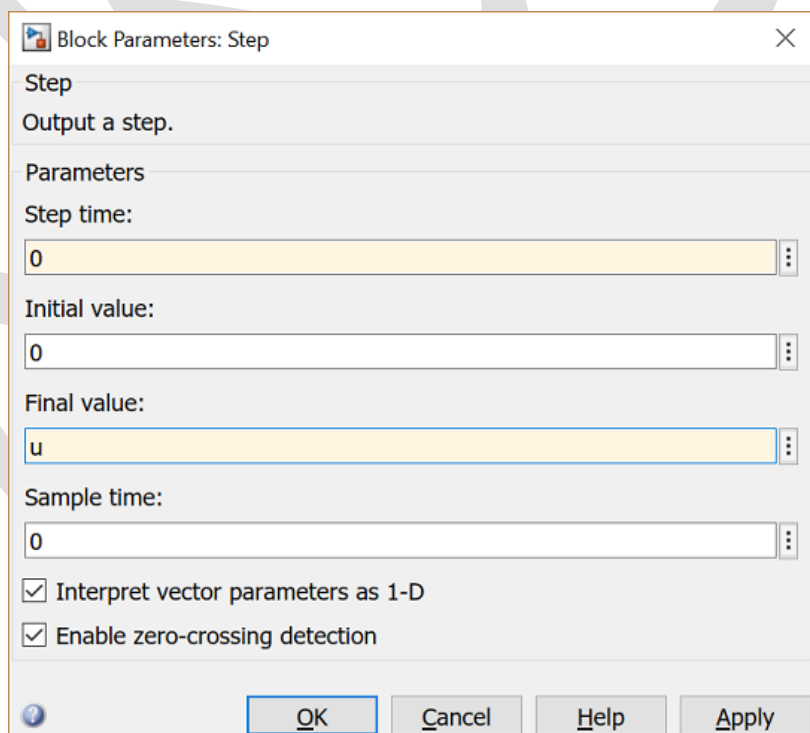 Block Parameters: Step
Step
Output a step.
Parameters
Step time:
0
Initial value:
0
Final value:
u
Sample time:
0
Interpret vector parameters as 1-D
Enable zero-crossing detection
OK Cancel Help Apply